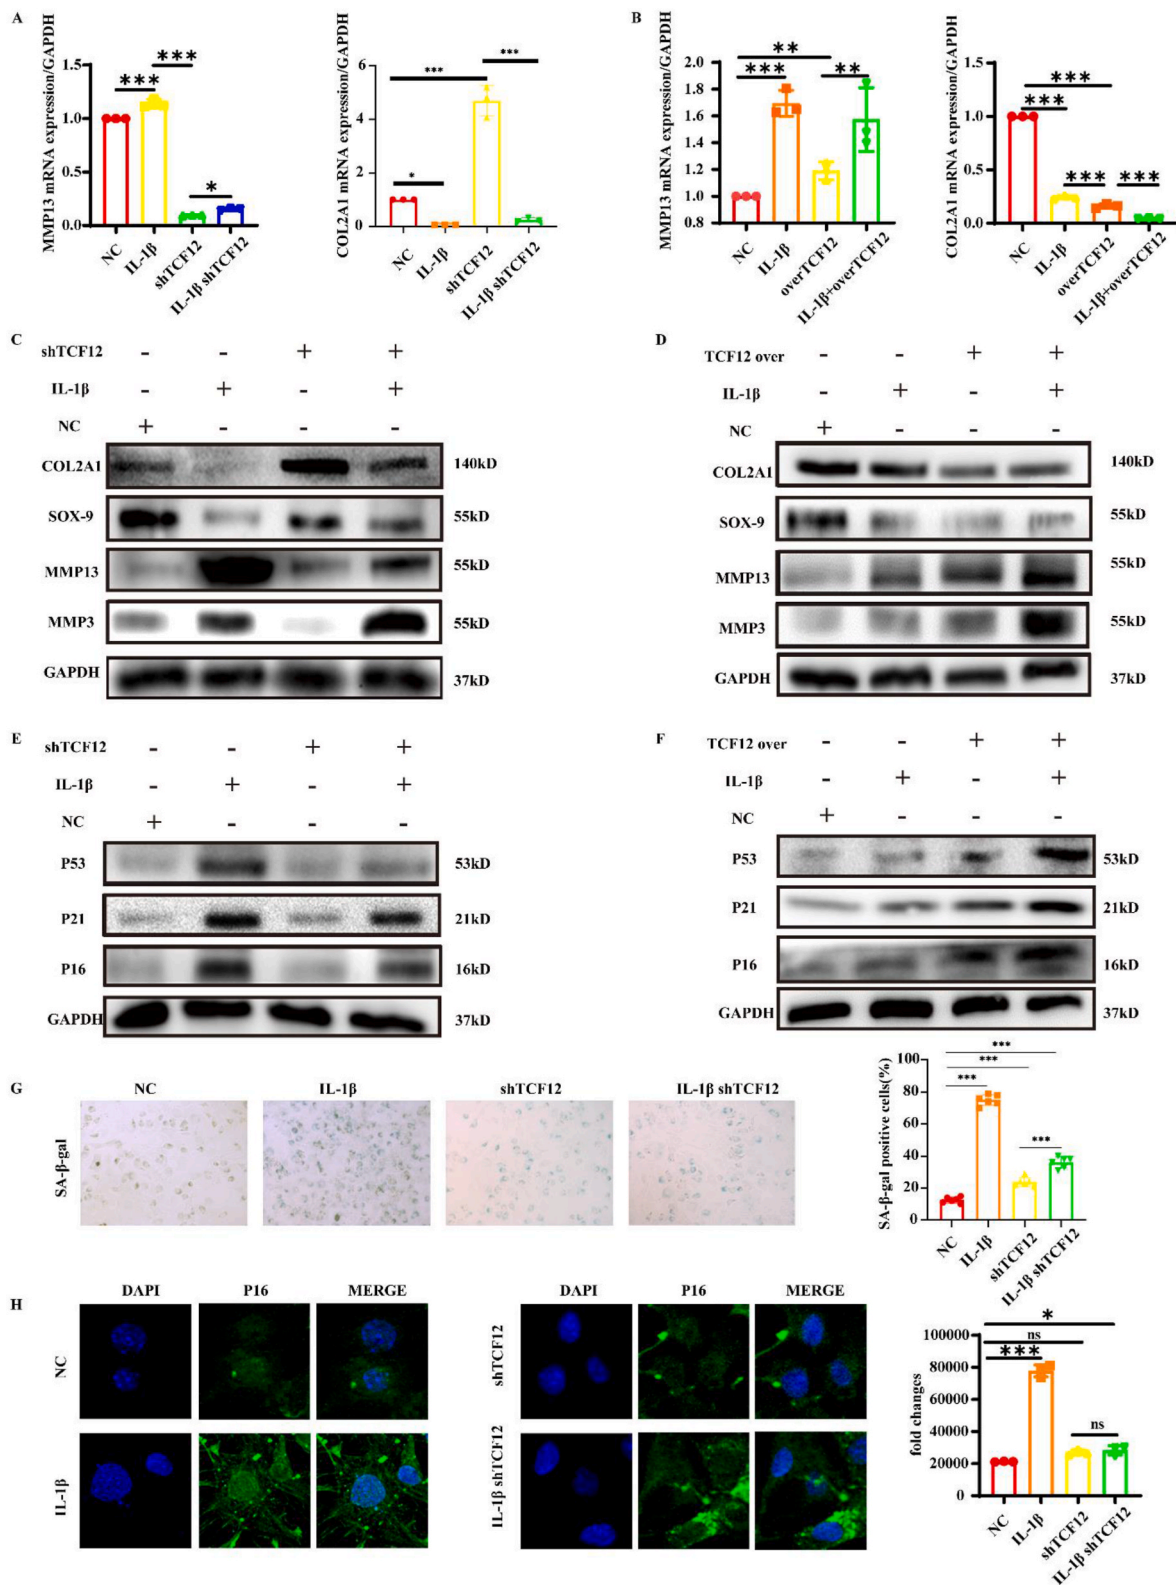 A
MMP13 mRNA expression/GAPDH
1.5
1.0
0.5
0.0
***
***
*
NC
IL-1β
shTCF12
IL-1β shTCF12
COL2A1 mRNA expression/GAPDH
6
4
2
0
***
***
*
NC
IL-1β
shTCF12
IL-1β shTCF12
B
MMP13 mRNA expression/GAPDH
2.0
1.8
1.6
1.4
1.2
1.0
0.8
**
***
**
NC
IL-1β
overTCF12
IL-1β+overTCF12
COL2A1 mRNA expression/GAPDH
1.5
1.0
0.5
0.0
***
***
***
***
NC
IL-1β
overTCF12
IL-1β+overTCF12
C
shTCF12 - - + +
IL-1β - + - +
NC + - - -
COL2A1 140kD
SOX-9 55kD
MMP13 55kD
MMP3 55kD
GAPDH 37kD
D
TCF12 over - - + +
IL-1β - + - +
NC + - - -
COL2A1 140kD
SOX-9 55kD
MMP13 55kD
MMP3 55kD
GAPDH 37kD
E
shTCF12 - - + +
IL-1β - + - +
NC + - - -
P53 53kD
P21 21kD
P16 16kD
GAPDH 37kD
F
TCF12 over - - + +
IL-1β - + - +
NC + - - -
P53 53kD
P21 21kD
P16 16kD
GAPDH 37kD
G
NC IL-1β shTCF12 IL-1β shTCF12
SA-β-gal
SA-β-gal positive cells(%)
100
80
60
40
20
0
***
***
***
***
NC
IL-1β
shTCF12
IL-1β shTCF12
H
DAPI P16 MERGE
NC
IL-1β
DAPI P16 MERGE
shTCF12
IL-1β shTCF12
fold changes
100000
80000
60000
40000
20000
0
*
ns
***
ns
NC
IL-1β
shTCF12
IL-1β shTCF12